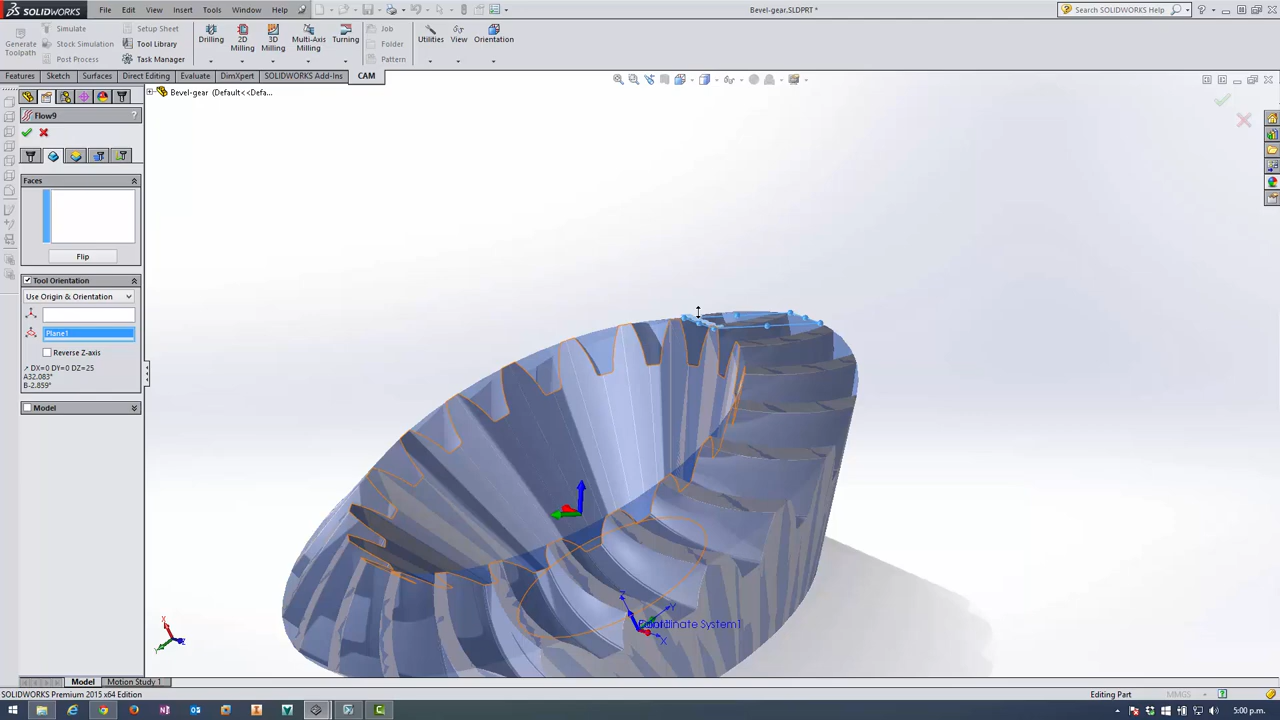 SOLIDWORKS
File Edit View Insert Tools Window Help
Bevel-gear.SLDPRT *
Search SOLIDWORKS Help
Generate Toolpath
Simulate
Stock Simulation
Post Process
Setup Sheet
Tool Library
Task Manager
Drilling
2D Milling
3D Milling
Multi-Axis Milling
Turning
Job
Folder
Pattern
Utilities
View
Orientation
Features Sketch Surfaces Direct Editing Evaluate DimXpert SOLIDWORKS Add-Ins CAM
Bevel-gear (Default<<Defa...
Flow9 ?
Faces
Flip
Tool Orientation
Use Origin & Orientation
Plane1
Reverse Z-axis
DX=0 DY=0 DZ=25
A32.083°
B-2.859°
Model
Z Y
X
X
Y Z
Model Motion Study 1
SOLIDWORKS Premium 2015 x64 Edition
Editing Part
MMGS
5:00 p.m.